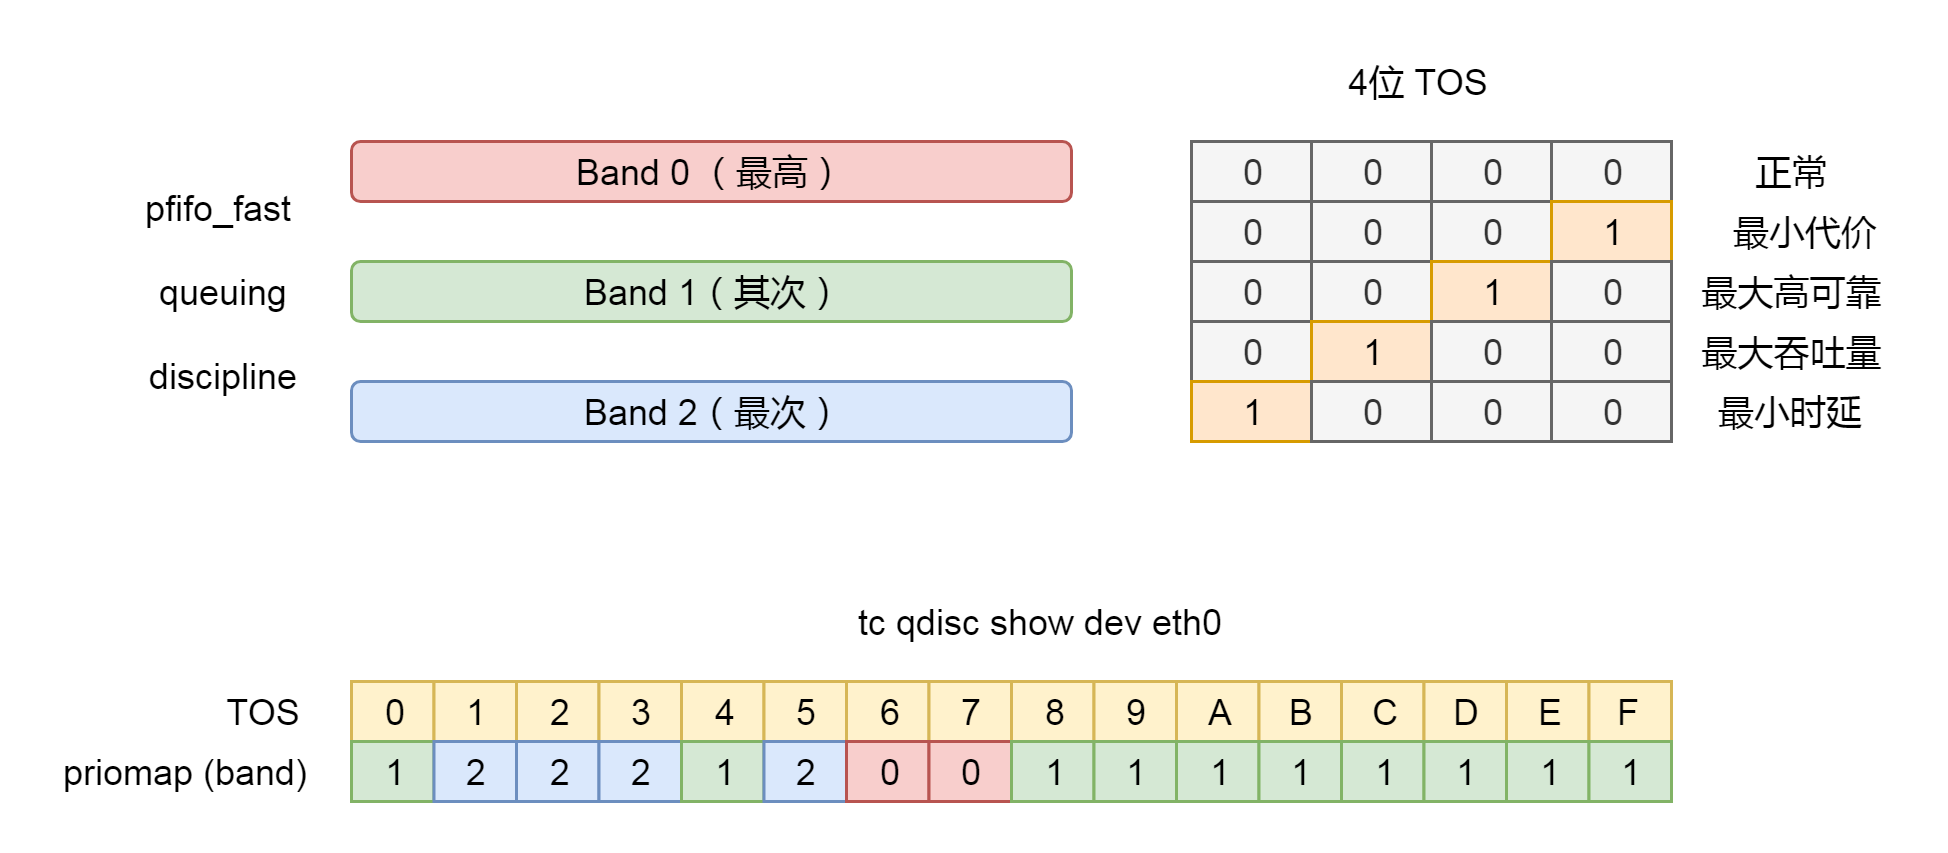 4位 TOS
pfifo_fast
queuing
discipline
Band 0 （最高）
Band 1（其次）
Band 2（最次）
0 0 0 0 正常
0 0 0 1 最小代价
0 0 1 0 最大高可靠
0 1 0 0 最大吞吐量
1 0 0 0 最小时延
tc qdisc show dev eth0
TOS 0 1 2 3 4 5 6 7 8 9 A B C D E F
priomap (band) 1 2 2 2 1 2 0 0 1 1 1 1 1 1 1 1